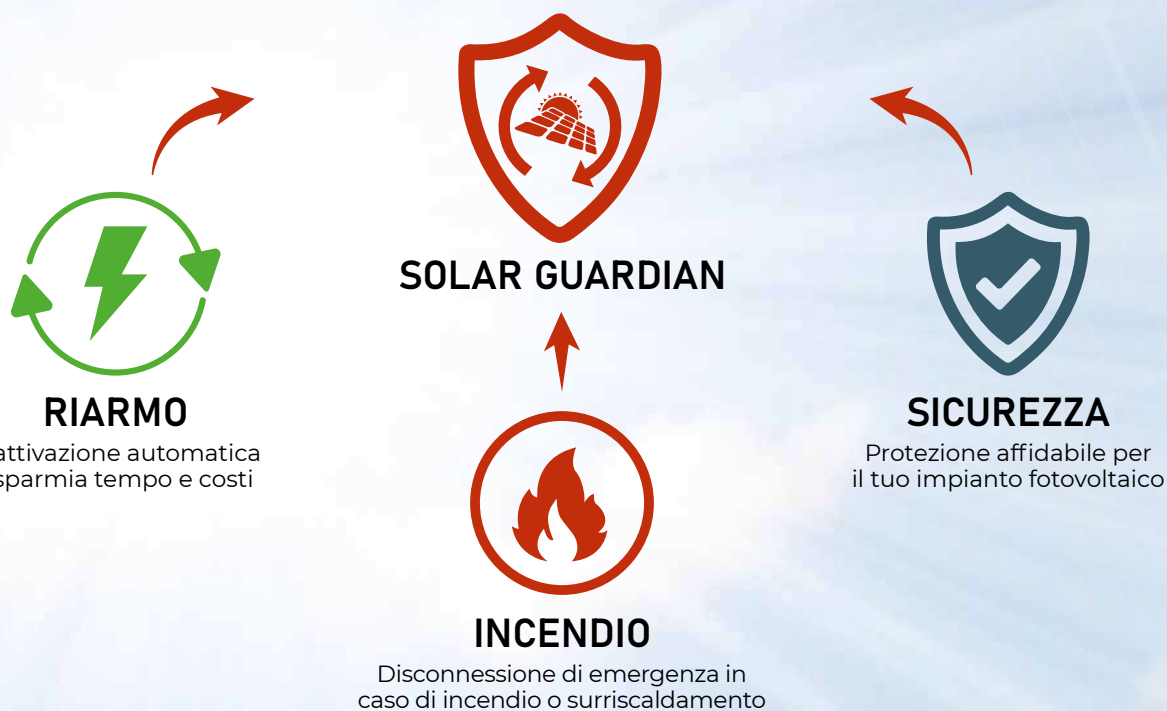 SOLAR GUARDIAN
RIARMO
attivazione automatica
sparmia tempo e costi
SICUREZZA
Protezione affidabile per
il tuo impianto fotovoltaico
INCENDIO
Disconnessione di emergenza in
caso di incendio o surriscaldamento